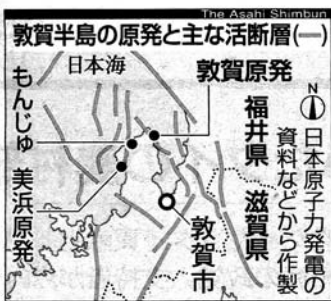 The Asahi Shimbun
敦賀半島の原発と主な活断層(━)
日本海
敦賀原発
もんじゅ
美浜原発
敦賀市
福井県
滋賀県
N
日本原子力発電の
資料などから作製